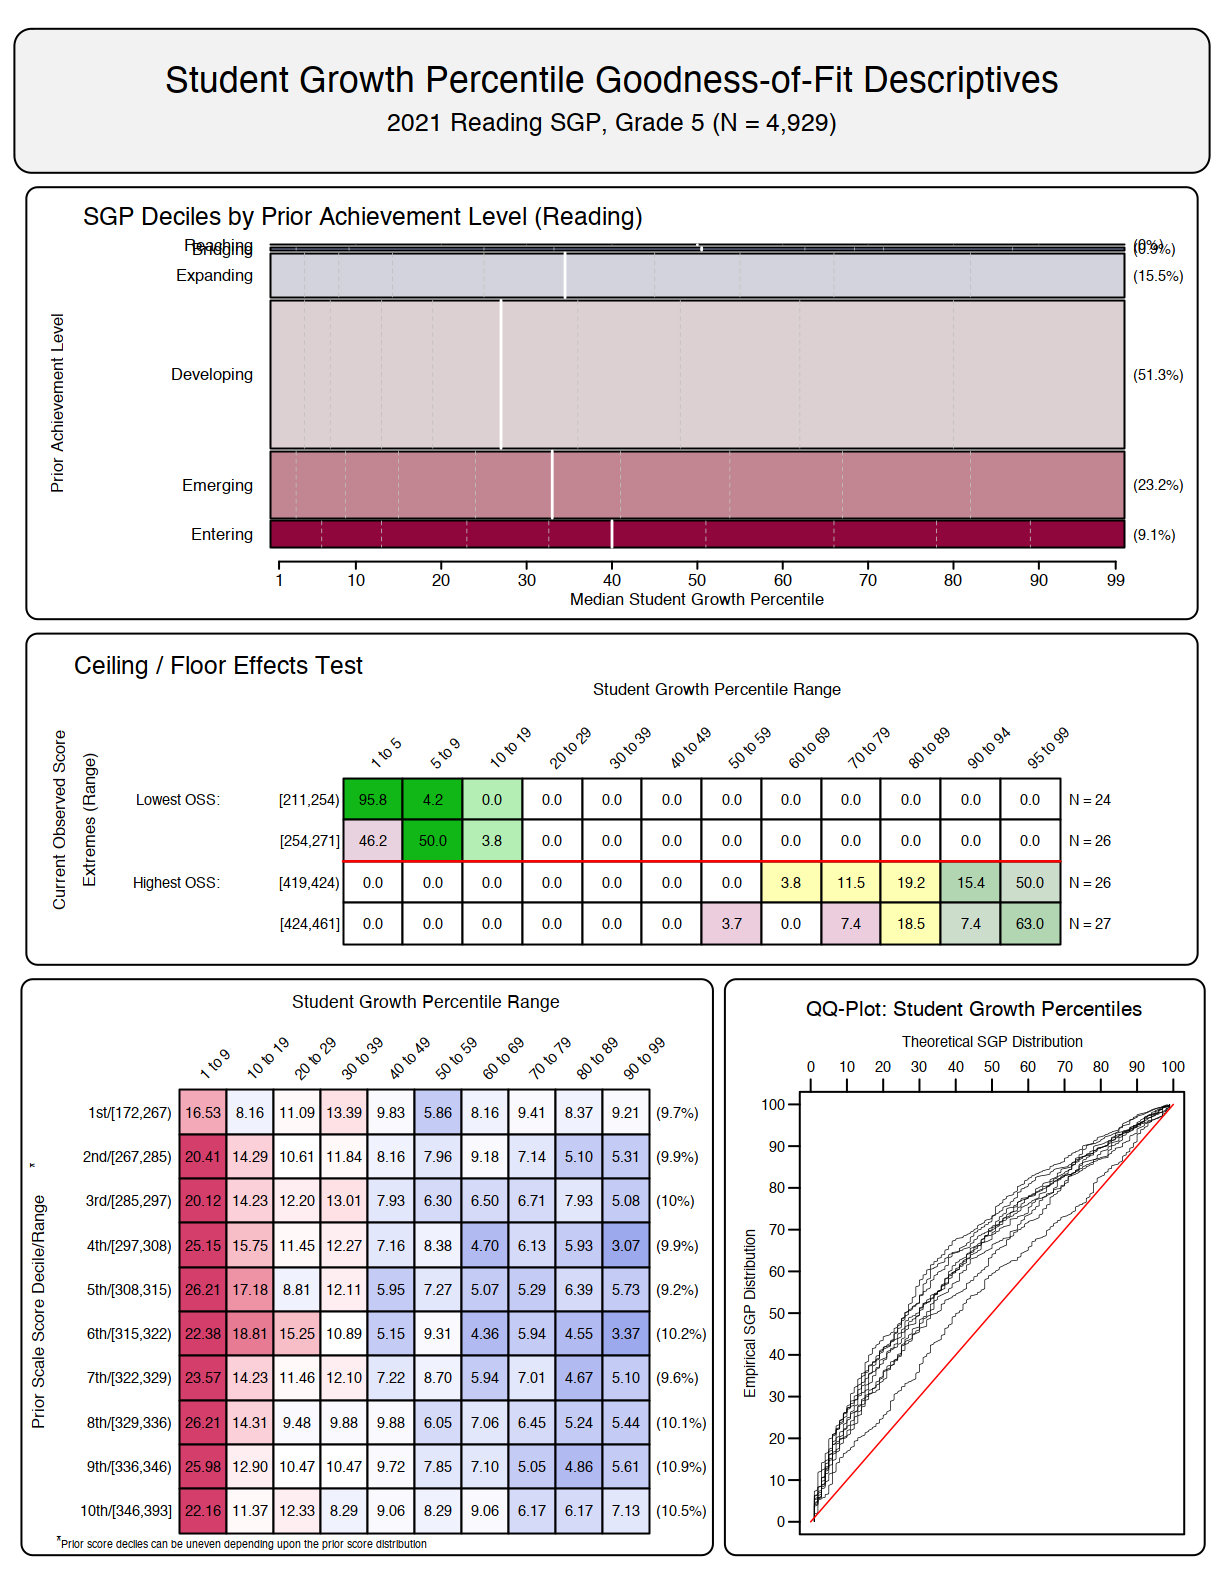 Student Growth Percentile Goodness-of-Fit Descriptives
2021 Reading SGP, Grade 5 (N = 4,929)
SGP Deciles by Prior Achievement Level (Reading)
Prior Achievement Level
Reaching (0%)
Bridging (0.9%)
Expanding (15.5%)
Developing (51.3%)
Emerging (23.2%)
Entering (9.1%)
1 10 20 30 40 50 60 70 80 90 99
Median Student Growth Percentile
Ceiling / Floor Effects Test
Student Growth Percentile Range
Current Observed Score
Extremes (Range)
1 to 5 5 to 9 10 to 19 20 to 29 30 to 39 40 to 49 50 to 59 60 to 69 70 to 79 80 to 89 90 to 94 95 to 99
Lowest OSS: [211,254) 95.8 4.2 0.0 0.0 0.0 0.0 0.0 0.0 0.0 0.0 0.0 0.0 N = 24
[254,271] 46.2 50.0 3.8 0.0 0.0 0.0 0.0 0.0 0.0 0.0 0.0 0.0 N = 26
Highest OSS: [419,424) 0.0 0.0 0.0 0.0 0.0 0.0 0.0 3.8 11.5 19.2 15.4 50.0 N = 26
[424,461] 0.0 0.0 0.0 0.0 0.0 0.0 3.7 0.0 7.4 18.5 7.4 63.0 N = 27
Student Growth Percentile Range
Prior Scale Score Decile/Range *
1 to 9 10 to 19 20 to 29 30 to 39 40 to 49 50 to 59 60 to 69 70 to 79 80 to 89 90 to 99
1st/[172,267) 16.53 8.16 11.09 13.39 9.83 5.86 8.16 9.41 8.37 9.21 (9.7%)
2nd/[267,285) 20.41 14.29 10.61 11.84 8.16 7.96 9.18 7.14 5.10 5.31 (9.9%)
3rd/[285,297) 20.12 14.23 12.20 13.01 7.93 6.30 6.50 6.71 7.93 5.08 (10%)
4th/[297,308) 25.15 15.75 11.45 12.27 7.16 8.38 4.70 6.13 5.93 3.07 (9.9%)
5th/[308,315) 26.21 17.18 8.81 12.11 5.95 7.27 5.07 5.29 6.39 5.73 (9.2%)
6th/[315,322) 22.38 18.81 15.25 10.89 5.15 9.31 4.36 5.94 4.55 3.37 (10.2%)
7th/[322,329) 23.57 14.23 11.46 12.10 7.22 8.70 5.94 7.01 4.67 5.10 (9.6%)
8th/[329,336) 26.21 14.31 9.48 9.88 9.88 6.05 7.06 6.45 5.24 5.44 (10.1%)
9th/[336,346) 25.98 12.90 10.47 10.47 9.72 7.85 7.10 5.05 4.86 5.61 (10.9%)
10th/[346,393] 22.16 11.37 12.33 8.29 9.06 8.29 9.06 6.17 6.17 7.13 (10.5%)
*Prior score deciles can be uneven depending upon the prior score distribution
QQ-Plot: Student Growth Percentiles
Theoretical SGP Distribution
0 10 20 30 40 50 60 70 80 90 100
Empirical SGP Distribution
100
90
80
70
60
50
40
30
20
10
0